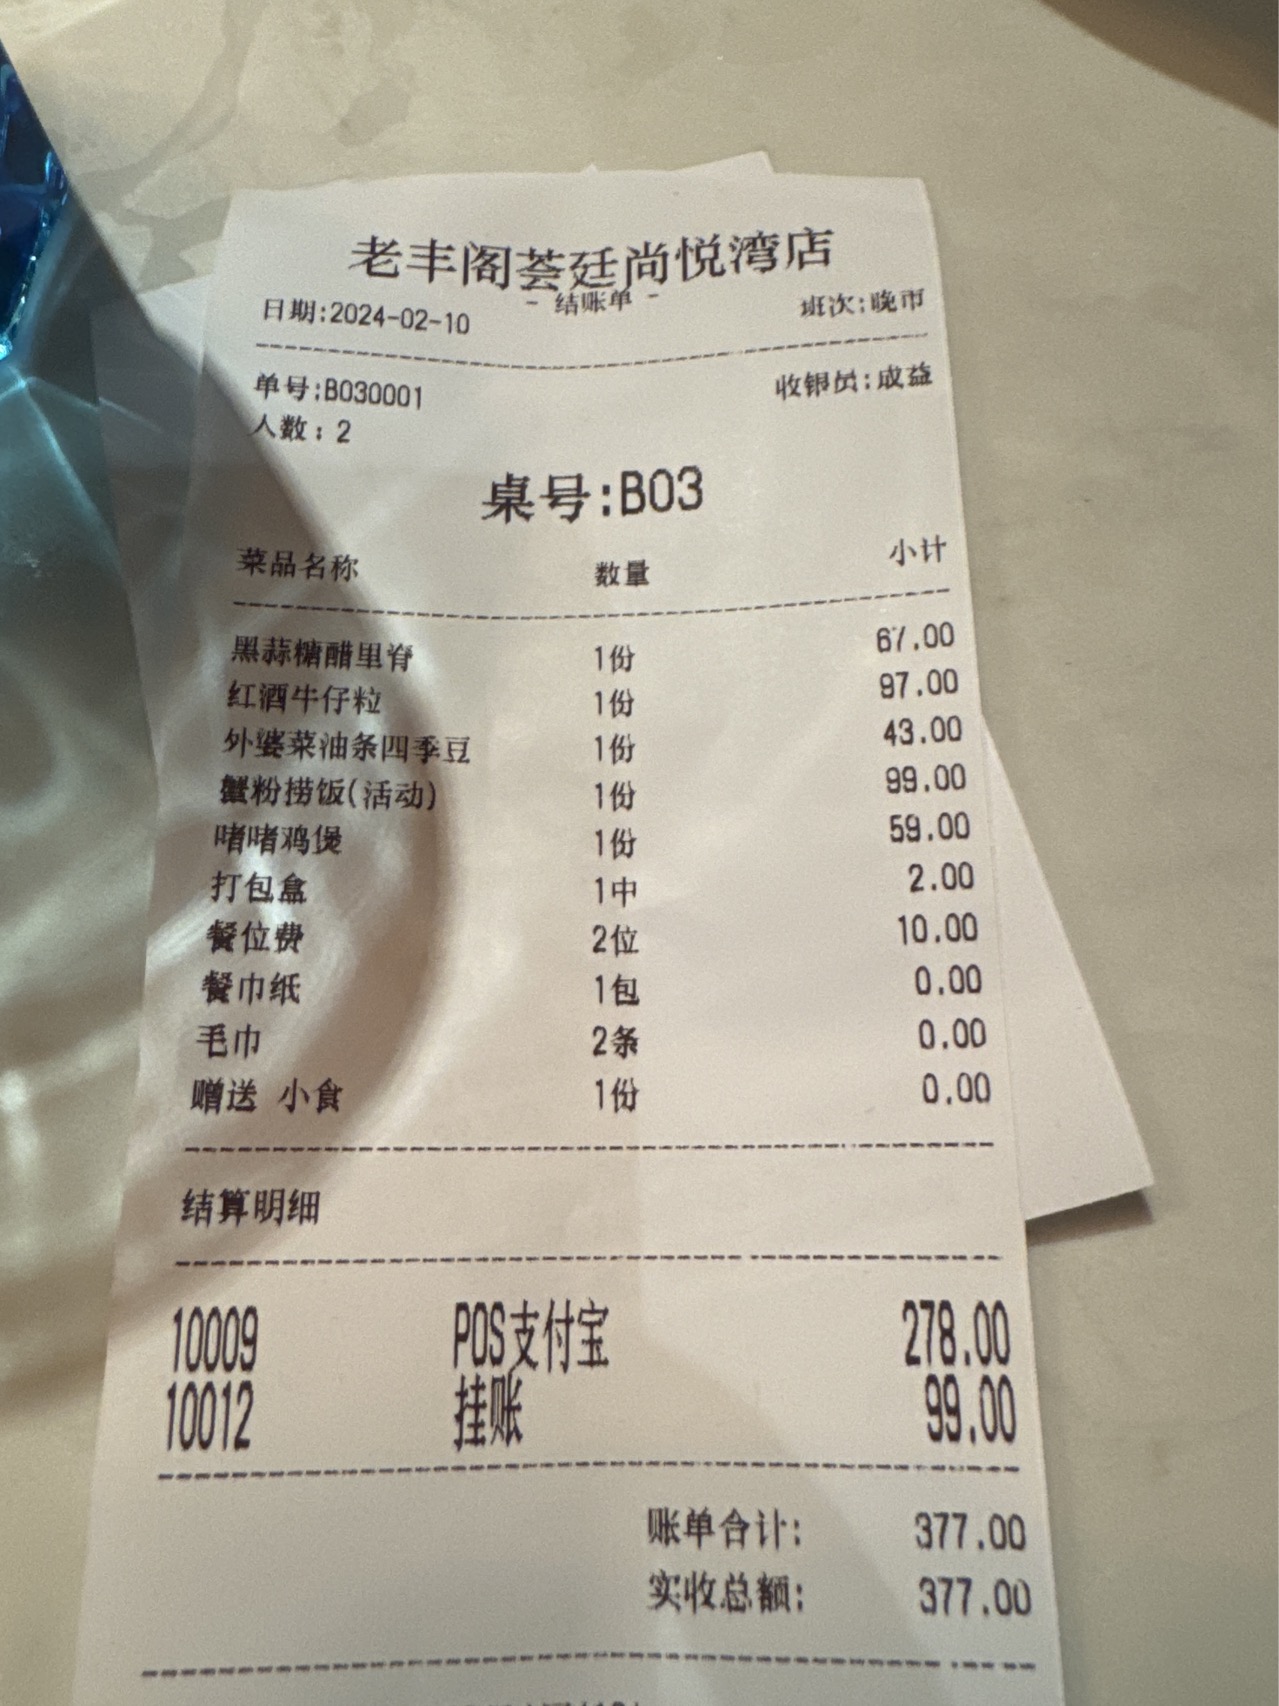 老丰阁荟廷尚悦湾店
- 结账单 -
日期:2024-02-10 班次:晚市
单号:B030001 收银员:成益
人数: 2
桌号:B03
菜品名称 数量 小计
黑蒜糖醋里脊 1份 67.00
红酒牛仔粒 1份 97.00
外婆菜油条四季豆 1份 43.00
蟹粉捞饭(活动) 1份 99.00
啫啫鸡煲 1份 59.00
打包盒 1中 2.00
餐位费 2位 10.00
餐巾纸 1包 0.00
毛巾 2条 0.00
赠送 小食 1份 0.00
结算明细
10009 POS支付宝 278.00
10012 挂账 99.00
账单合计: 377.00
实收总额: 377.00